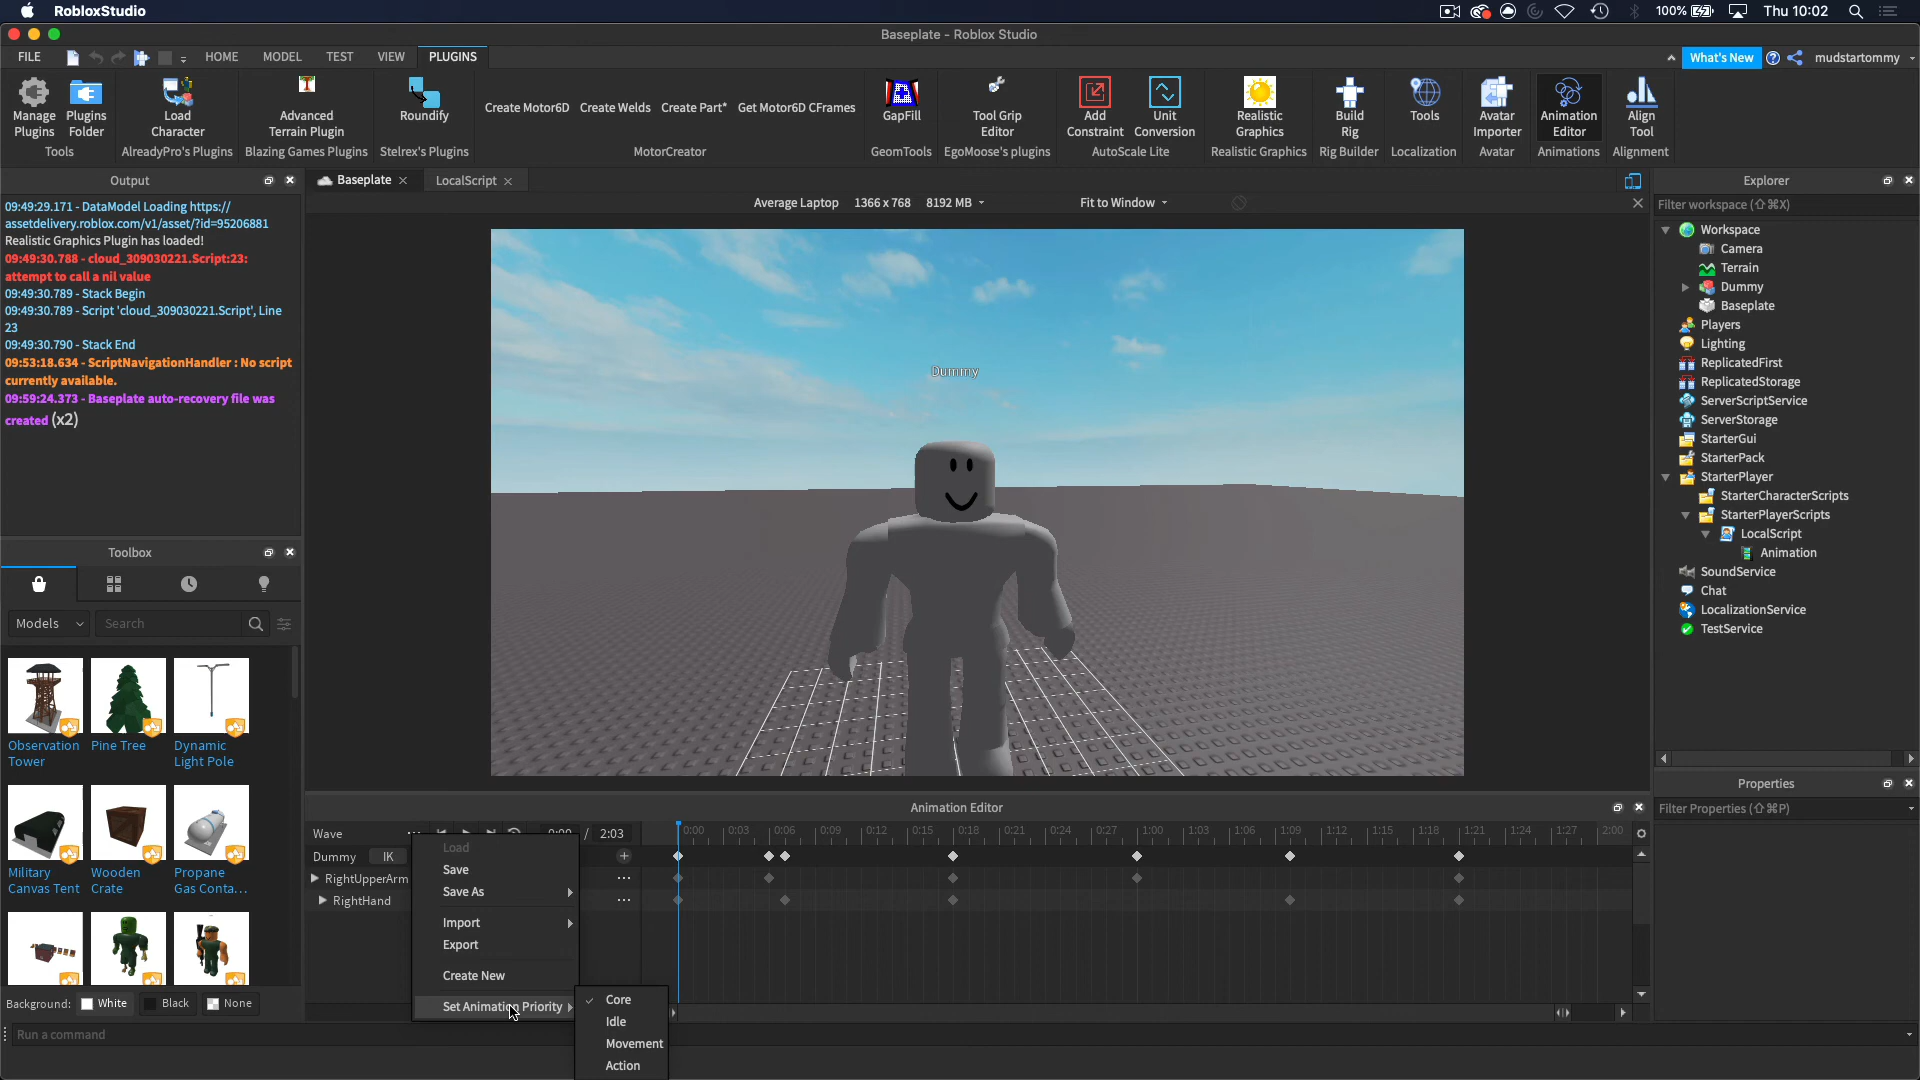 RobloxStudio
100%
Thu 10:02
Baseplate - Roblox Studio
FILE
HOME
MODEL
TEST
VIEW
PLUGINS
What's New
mudstartommy
Manage
Plugins
Plugins
Folder
Tools
Load
Character
AlreadyPro's Plugins
Advanced
Terrain Plugin
Blazing Games Plugins
Roundify
Stelrex's Plugins
Create Motor6D
Create Welds
Create Part*
Get Motor6D CFrames
MotorCreator
GapFill
GeomTools
Tool Grip
Editor
EgoMoose's plugins
Add
Constraint
Unit
Conversion
AutoScale Lite
Realistic
Graphics
Realistic Graphics
Build
Rig
Rig Builder
Tools
Localization
Avatar
Importer
Avatar
Animation
Editor
Animations
Align
Tool
Alignment
Output
09:49:29.171 - DataModel Loading https://
assetdelivery.roblox.com/v1/asset/?id=95206881
Realistic Graphics Plugin has loaded!
09:49:30.788 - cloud_309030221.Script:23:
attempt to call a nil value
09:49:30.789 - Stack Begin
09:49:30.789 - Script 'cloud_309030221.Script', Line
23
09:49:30.790 - Stack End
09:53:18.634 - ScriptNavigationHandler : No script
currently available.
09:59:24.373 - Baseplate auto-recovery file was
created (x2)
Toolbox
Models
Search
Observation
Tower
Pine Tree
Dynamic
Light Pole
Military
Canvas Tent
Wooden
Crate
Propane
Gas Conta...
Background:
White
Black
None
Run a command
Baseplate
LocalScript
Average Laptop
1366 x 768
8192 MB
Fit to Window
Dummy
Animation Editor
Wave
0:00 / 2:03
0:00 0:03 0:06 0:09 0:12 0:15 0:18 0:21 0:24 0:27 1:00 1:03 1:06 1:09 1:12 1:15 1:18 1:21 1:24 1:27 2:00
Dummy
IK
RightUpperArm
RightHand
Load
Save
Save As
Import
Export
Create New
Set Animation Priority
Core
Idle
Movement
Action
Explorer
Filter workspace (⇧⌘X)
Workspace
Camera
Terrain
Dummy
Baseplate
Players
Lighting
ReplicatedFirst
ReplicatedStorage
ServerScriptService
ServerStorage
StarterGui
StarterPack
StarterPlayer
StarterCharacterScripts
StarterPlayerScripts
LocalScript
Animation
SoundService
Chat
LocalizationService
TestService
Properties
Filter Properties (⇧⌘P)